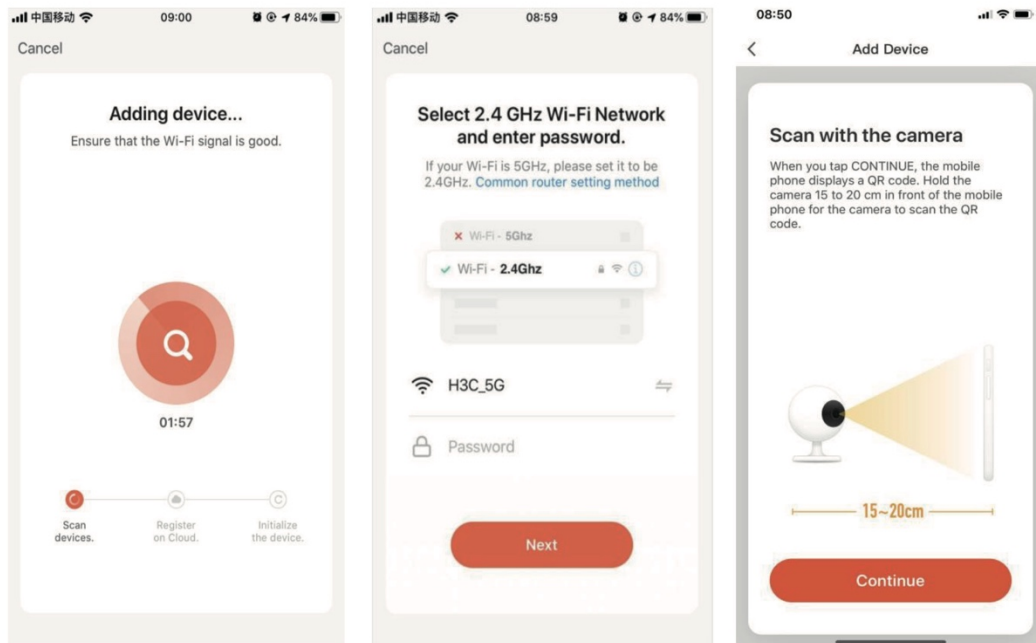 中国移动 09:00 84%
Cancel
Adding device...
Ensure that the Wi-Fi signal is good.
01:57
Scan
devices.
Register
on Cloud.
Initialize
the device.
中国移动 08:59 84%
Cancel
Select 2.4 GHz Wi-Fi Network
and enter password.
If your Wi-Fi is 5GHz, please set it to be
2.4GHz. Common router setting method
Wi-Fi - 5Ghz
Wi-Fi - 2.4Ghz
H3C_5G
Password
Next
08:50
Add Device
Scan with the camera
When you tap CONTINUE, the mobile
phone displays a QR code. Hold the
camera 15 to 20 cm in front of the mobile
phone for the camera to scan the QR
code.
15~20cm
Continue